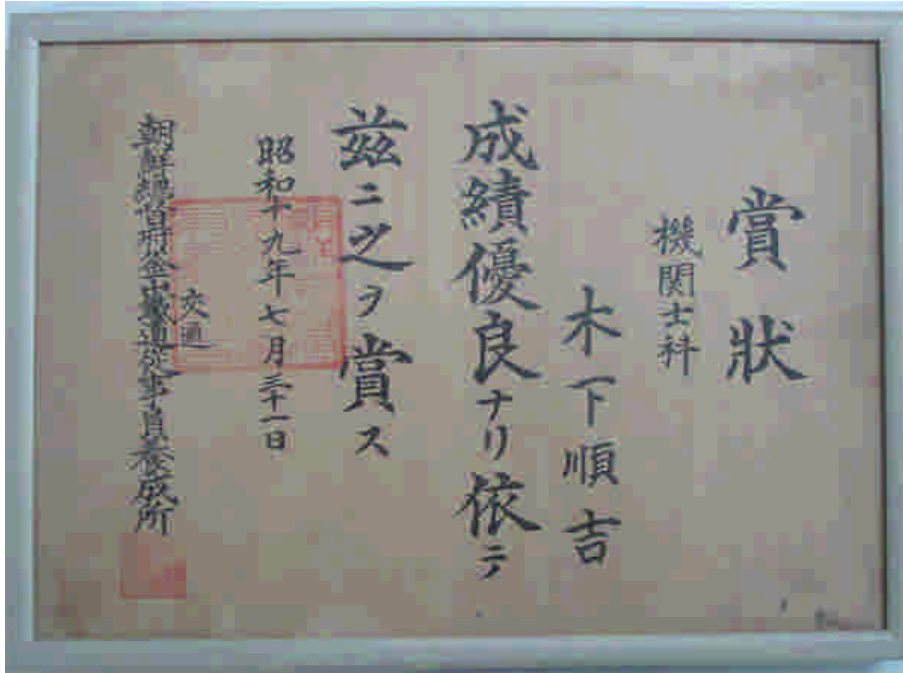 賞狀
機関士科
木下順吉
成績優良ナリ依テ
茲ニ之ヲ賞ス
昭和十九年七月三十一日
交通
朝鮮總督府釜山鐵道從事員養成所